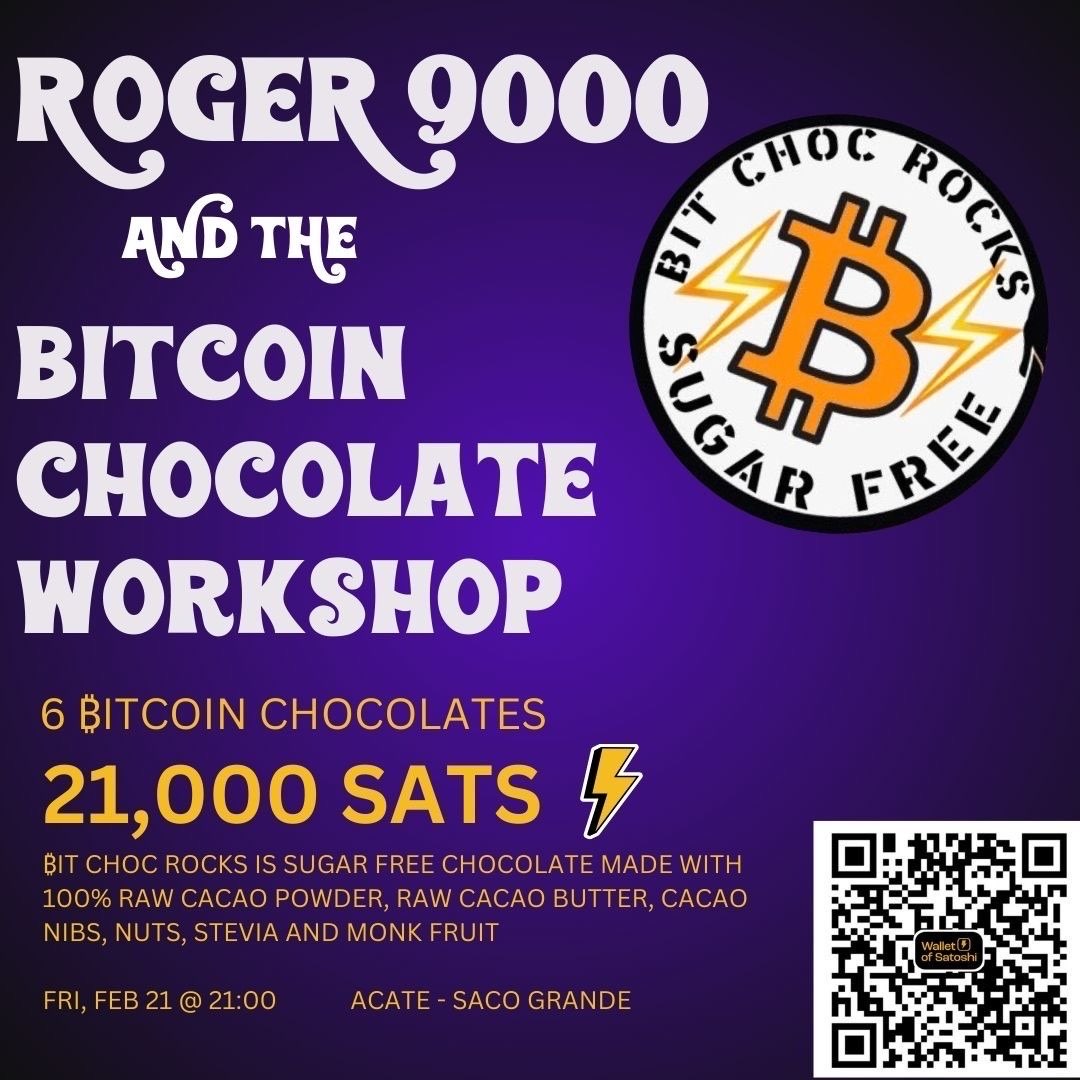 ROGER 9000
AND THE
BITCOIN
CHOCOLATE
WORKSHOP
BIT CHOC ROCKS
SUGAR FREE
6 ₿ITCOIN CHOCOLATES
21,000 SATS
₿IT CHOC ROCKS IS SUGAR FREE CHOCOLATE MADE WITH
100% RAW CACAO POWDER, RAW CACAO BUTTER, CACAO
NIBS, NUTS, STEVIA AND MONK FRUIT
FRI, FEB 21 @ 21:00 ACATE - SACO GRANDE
Wallet
of Satoshi